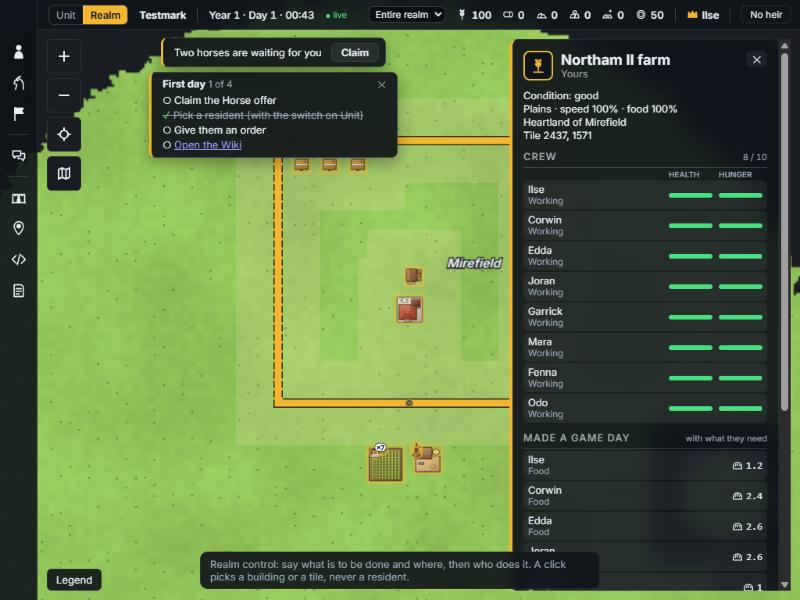 Unit Realm Testmark Year 1 · Day 1 · 00:43 live Entire realm 100 0 0 0 0 50 Ilse No heir
Two horses are waiting for you Claim
First day 1 of 4
Claim the Horse offer
Pick a resident (with the switch on Unit)
Give them an order
Open the Wiki
Mirefield
x7
Legend
Northam II farm
Yours
Condition: good
Plains · speed 100% · food 100%
Heartland of Mirefield
Tile 2437, 1571
CREW 8 / 10
HEALTH HUNGER
Ilse
Working
Corwin
Working
Edda
Working
Joran
Working
Garrick
Working
Mara
Working
Fenna
Working
Odo
Working
MADE A GAME DAY with what they need
Ilse
Food 1.2
Corwin
Food 2.4
Edda
Food 2.6
Joran
2.6
1
Realm control: say what is to be done and where, then who does it. A click
picks a building or a tile, never a resident.